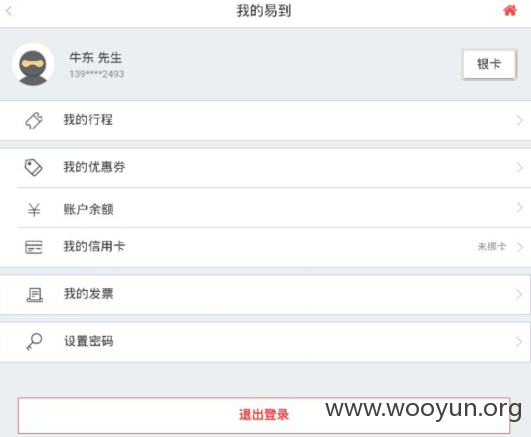 我的易到
牛东 先生
139****2493
银卡
我的行程
我的优惠券
账户余额
我的信用卡
未绑卡
我的发票
设置密码
退出登录
www.wooyun.org